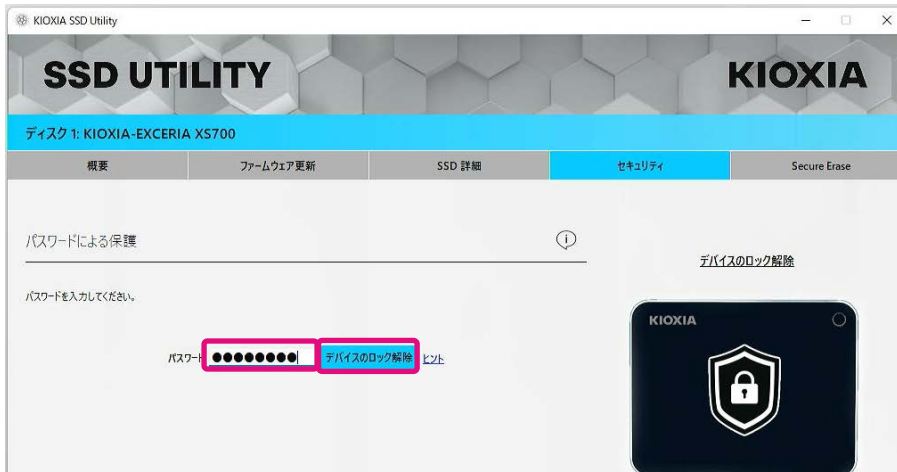 KIOXIA SSD Utility
SSD UTILITY
KIOXIA
ディスク 1: KIOXIA-EXCERIA XS700
概要
ファームウェア更新
SSD 詳細
セキュリティ
Secure Erase
パスワードによる保護
デバイスのロック解除
パスワードを入力してください。
KIOXIA
パスワード ●●●●●●●● デバイスのロック解除 ヒント